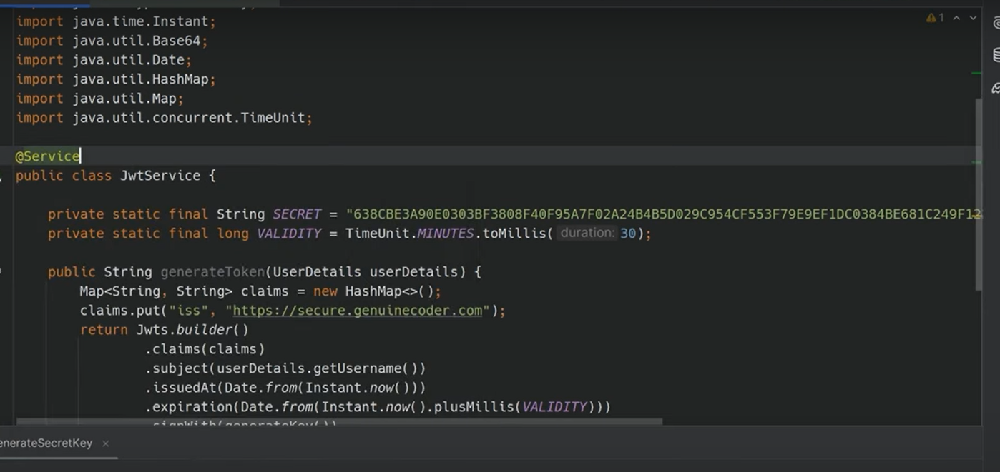 import java.time.Instant;
import java.util.Base64;
import java.util.Date;
import java.util.HashMap;
import java.util.Map;
import java.util.concurrent.TimeUnit;
@Service
public class JwtService {
private static final String SECRET = "638CBE3A90E0303BF3808F40F95A7F02A24B4B5D029C954CF553F79E9EF1DC0384BE681C249F12
private static final long VALIDITY = TimeUnit.MINUTES.toMillis( duration: 30);
public String generateToken(UserDetails userDetails) {
Map<String, String> claims = new HashMap<>();
claims.put("iss", "https://secure.genuinecoder.com");
return Jwts.builder()
.claims(claims)
.subject(userDetails.getUsername())
.issuedAt(Date.from(Instant.now()))
.expiration(Date.from(Instant.now().plusMillis(VALIDITY)))
.signWith(generateKey())
enerateSecretKey ×
1